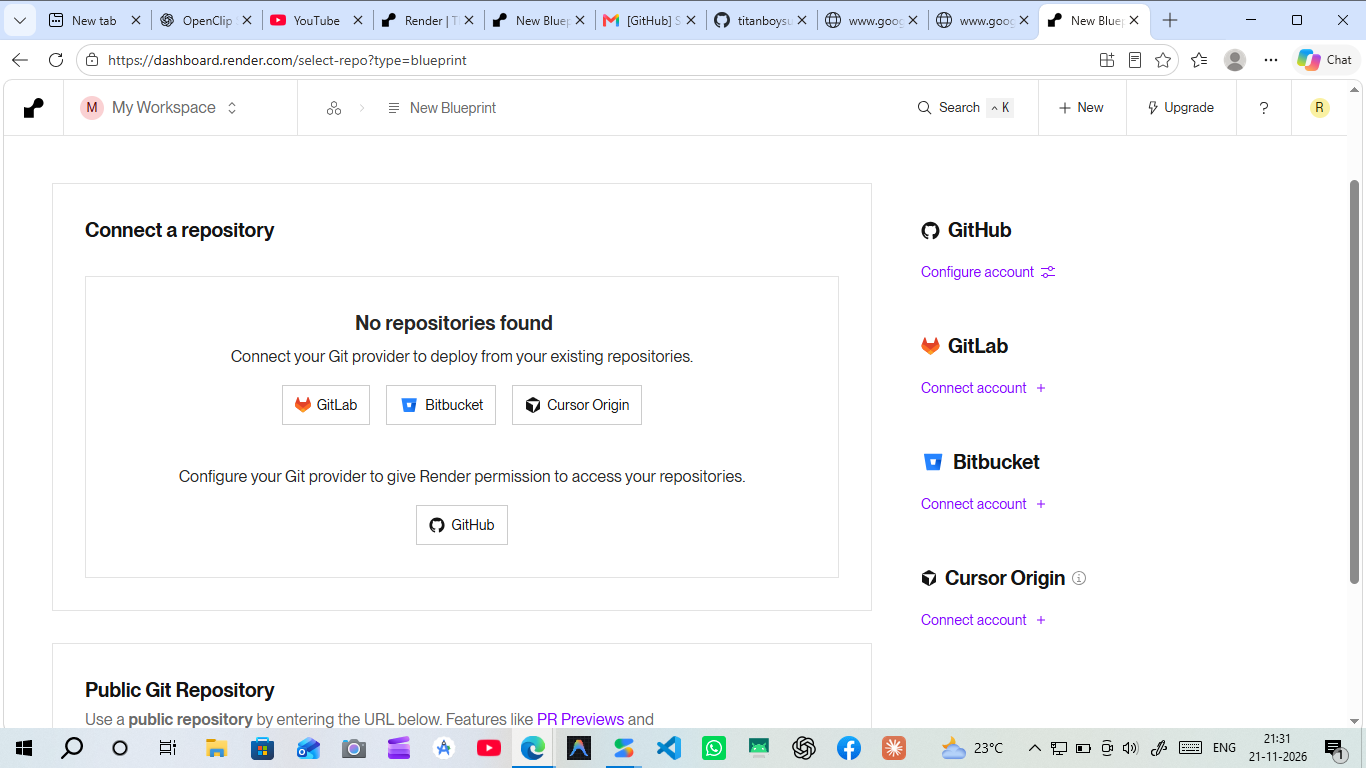 New tab
OpenClip
YouTube
Render | T
New Bluep
[GitHub] S
titanboysu
www.goog
www.goog
New Bluep
https://dashboard.render.com/select-repo?type=blueprint
Chat
M My Workspace
New Blueprint
Search ^ K
New
Upgrade
?
R
Connect a repository
No repositories found
Connect your Git provider to deploy from your existing repositories.
GitLab
Bitbucket
Cursor Origin
Configure your Git provider to give Render permission to access your repositories.
GitHub
GitHub
Configure account
GitLab
Connect account +
Bitbucket
Connect account +
Cursor Origin
Connect account +
Public Git Repository
Use a public repository by entering the URL below. Features like PR Previews and
23°C
ENG
21:31
21-11-2026
1